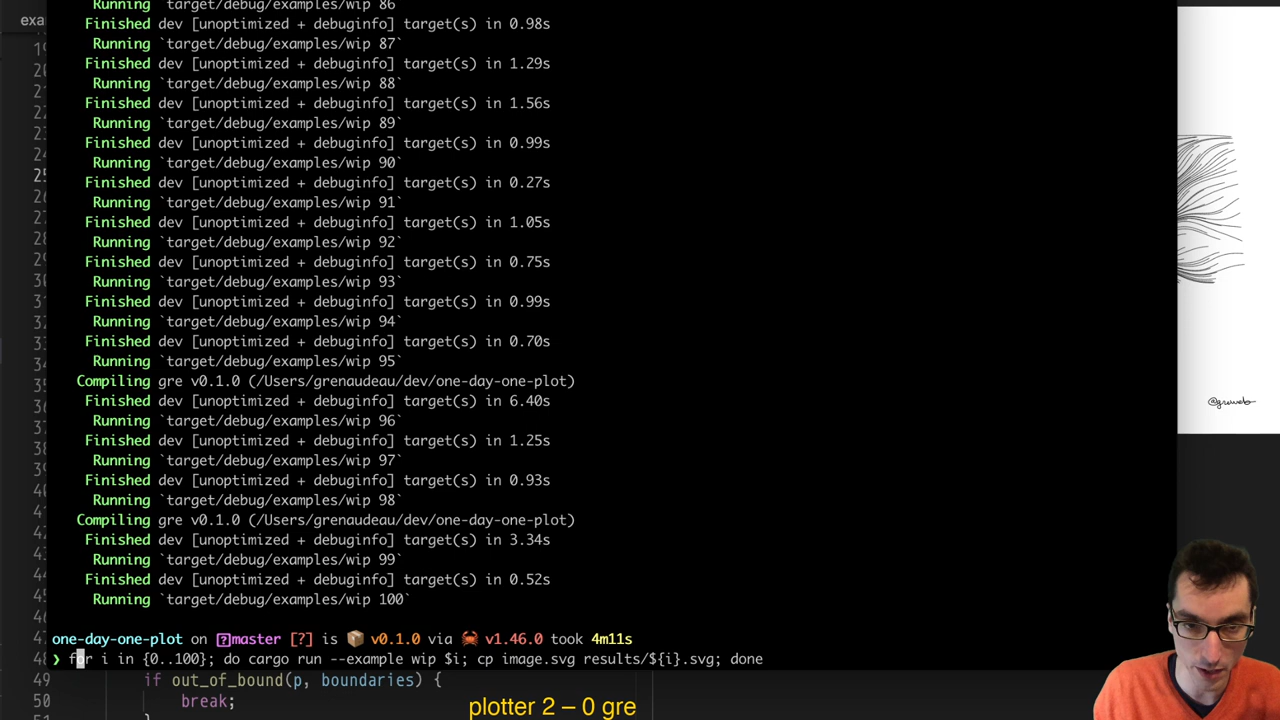 exa
Running `target/debug/examples/wip 86`
Finished dev [unoptimized + debuginfo] target(s) in 0.98s
Running `target/debug/examples/wip 87`
Finished dev [unoptimized + debuginfo] target(s) in 1.29s
Running `target/debug/examples/wip 88`
Finished dev [unoptimized + debuginfo] target(s) in 1.56s
Running `target/debug/examples/wip 89`
Finished dev [unoptimized + debuginfo] target(s) in 0.99s
Running `target/debug/examples/wip 90`
Finished dev [unoptimized + debuginfo] target(s) in 0.27s
Running `target/debug/examples/wip 91`
Finished dev [unoptimized + debuginfo] target(s) in 1.05s
Running `target/debug/examples/wip 92`
Finished dev [unoptimized + debuginfo] target(s) in 0.75s
Running `target/debug/examples/wip 93`
Finished dev [unoptimized + debuginfo] target(s) in 0.99s
Running `target/debug/examples/wip 94`
Finished dev [unoptimized + debuginfo] target(s) in 0.70s
Running `target/debug/examples/wip 95`
Compiling gre v0.1.0 (/Users/grenaudeau/dev/one-day-one-plot)
Finished dev [unoptimized + debuginfo] target(s) in 6.40s
Running `target/debug/examples/wip 96`
Finished dev [unoptimized + debuginfo] target(s) in 1.25s
Running `target/debug/examples/wip 97`
Finished dev [unoptimized + debuginfo] target(s) in 0.93s
Running `target/debug/examples/wip 98`
Compiling gre v0.1.0 (/Users/grenaudeau/dev/one-day-one-plot)
Finished dev [unoptimized + debuginfo] target(s) in 3.34s
Running `target/debug/examples/wip 99`
Finished dev [unoptimized + debuginfo] target(s) in 0.52s
Running `target/debug/examples/wip 100`
one-day-one-plot on master [?] is 📦 v0.1.0 via 🦀 v1.46.0 took 4m11s
❯ for i in {0..100}; do cargo run --example wip $i; cp image.svg results/${i}.svg; done
49 if out_of_bound(p, boundaries) {
50 break;
plotter 2 – 0 gre
@greweb